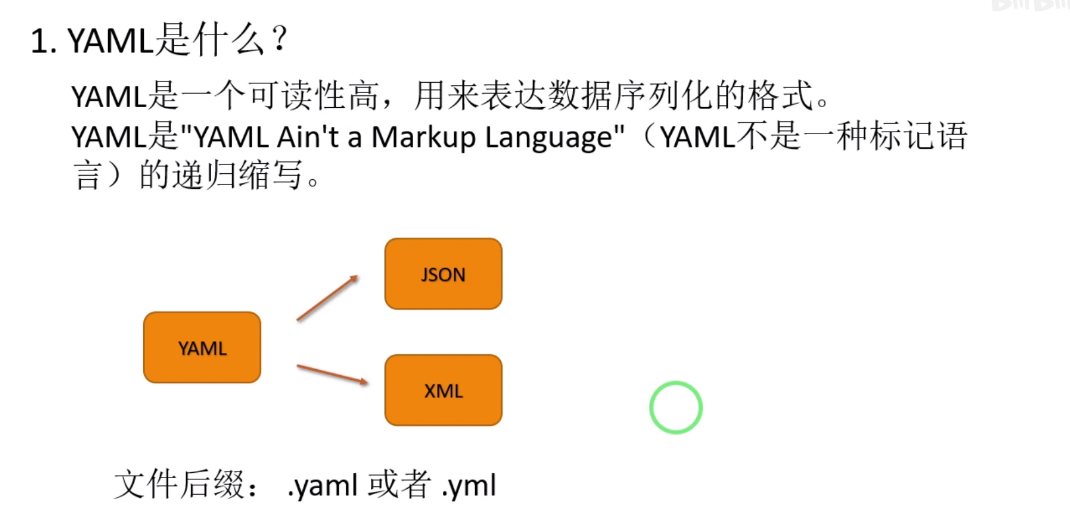 1. YAML是什么？
YAML是一个可读性高，用来表达数据序列化的格式。
YAML是"YAML Ain't a Markup Language"（YAML不是一种标记语
言）的递归缩写。
JSON
YAML
XML
文件后缀： .yaml 或者 .yml